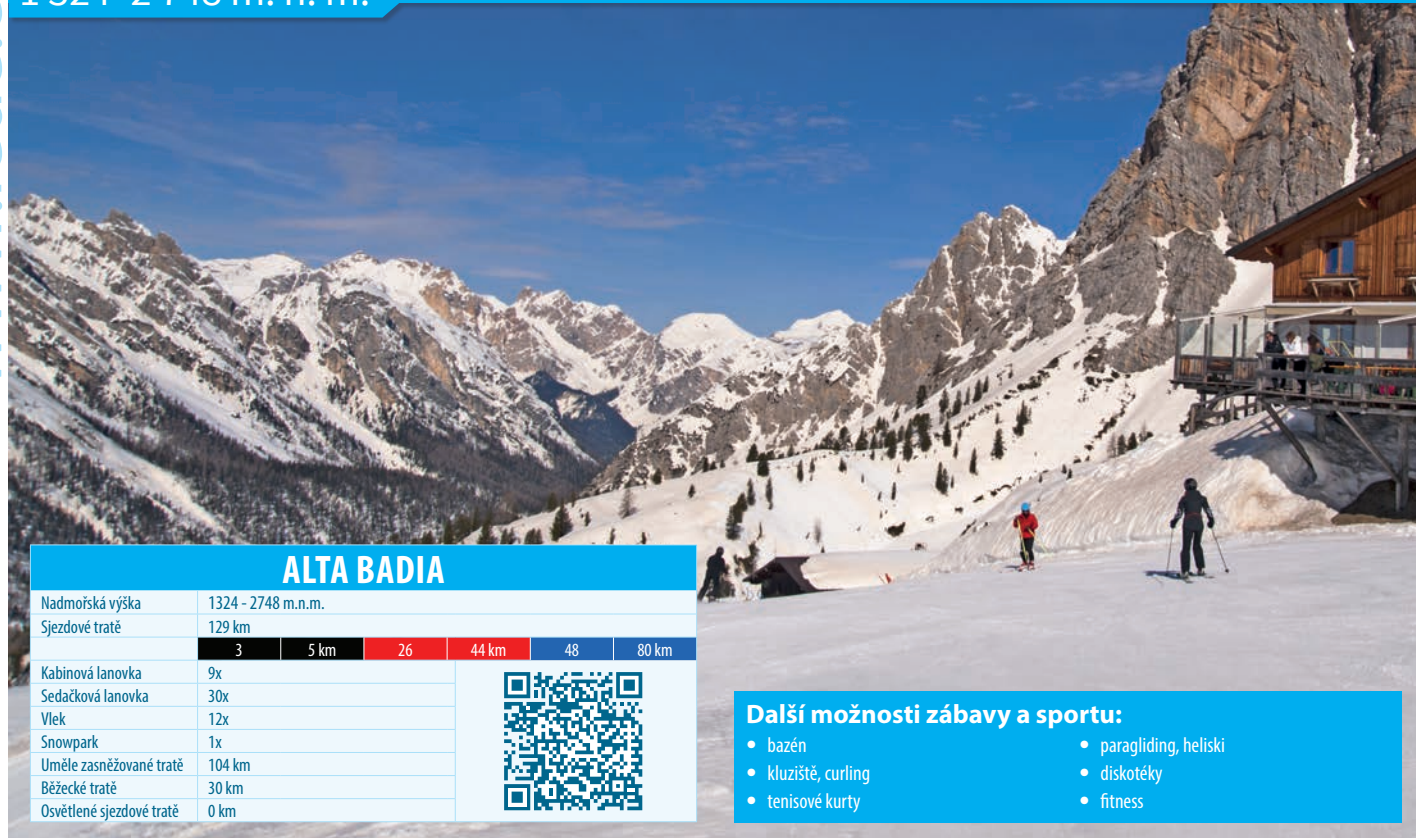 ALTA BADIA
Nadmořská výška 1324 - 2748 m.n.m.
Sjezdové tratě 129 km
3 5 km 26 44 km 48 80 km
Kabinová lanovka 9x
Sedačková lanovka 30x
Vlek 12x
Snowpark 1x
Uměle zasněžované tratě 104 km
Běžecké tratě 30 km
Osvětlené sjezdové tratě 0 km
Další možnosti zábavy a sportu:
• bazén
• kluziště, curling
• tenisové kurty
• paragliding, heliski
• diskotéky
• fitness